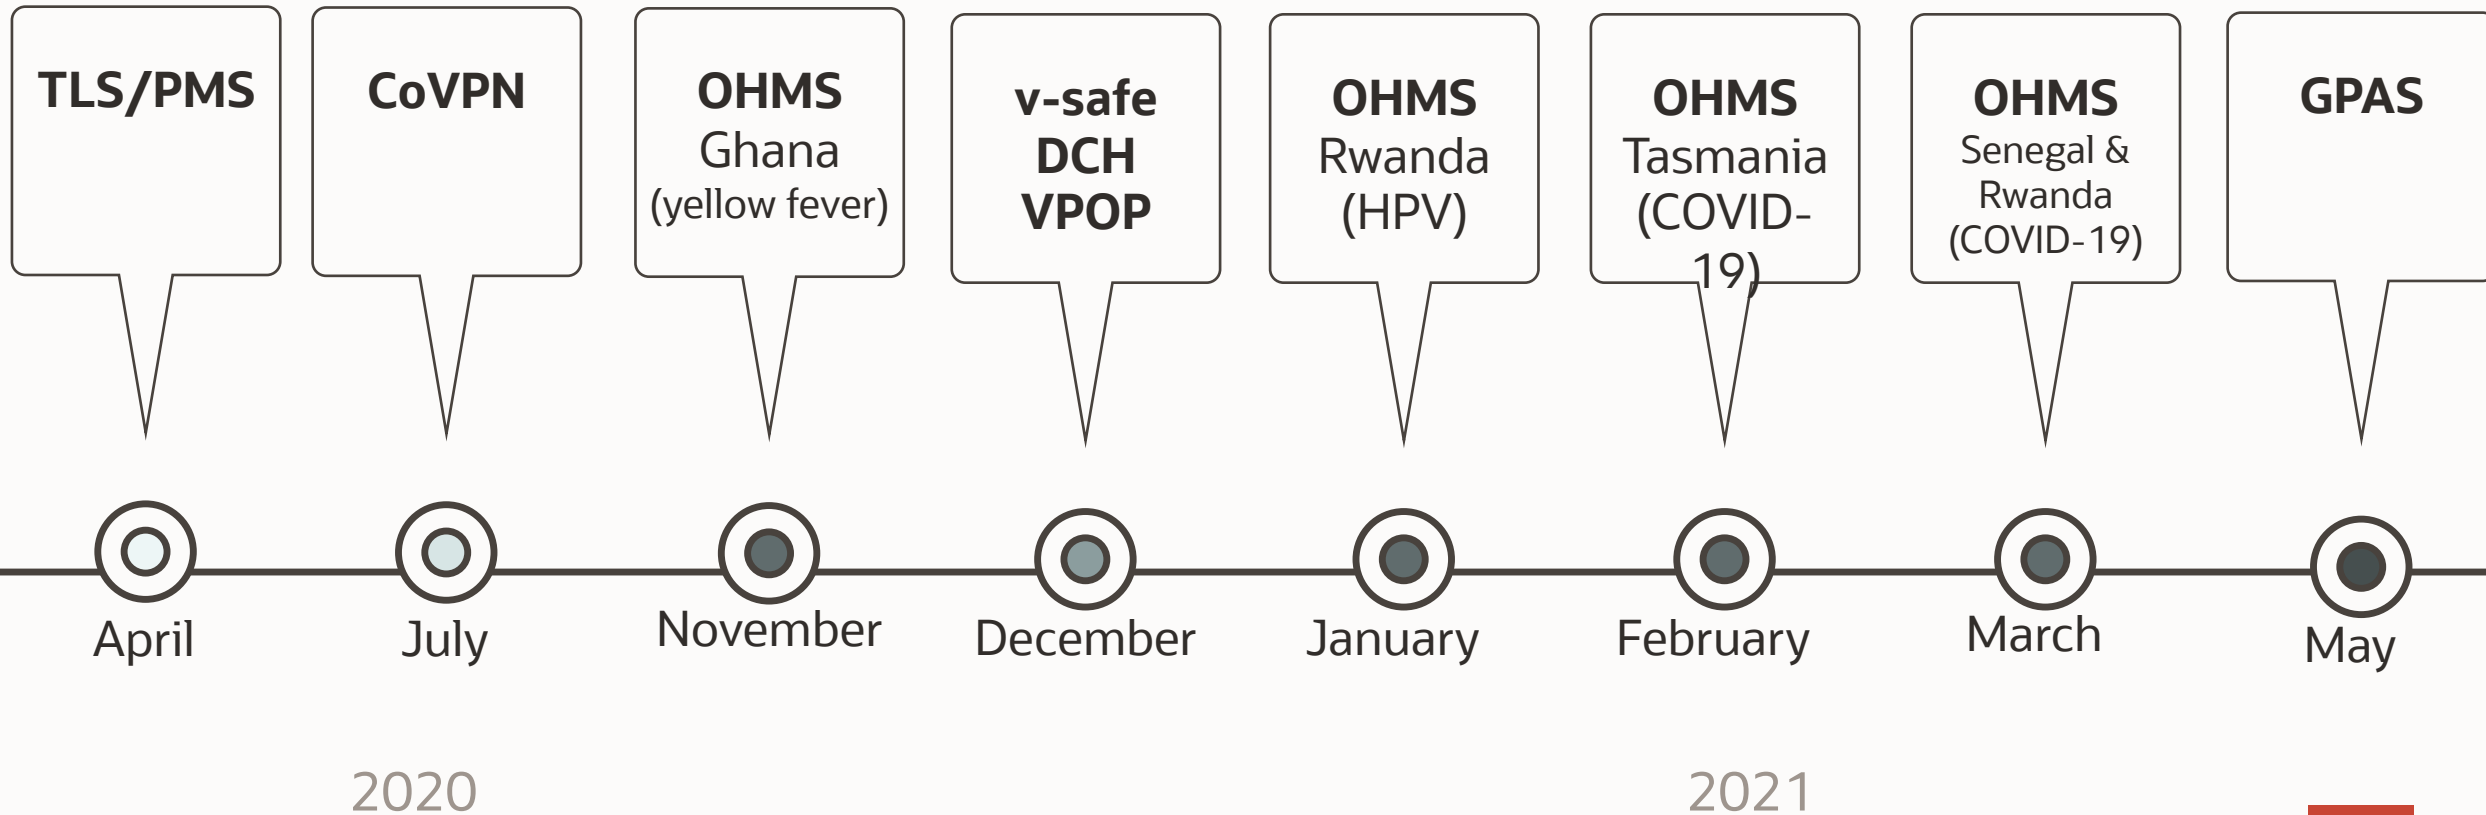 TLS/PMS
CoVPN
OHMS
Ghana
(yellow fever)
v-safe
DCH
VPOP
OHMS
Rwanda
(HPV)
OHMS
Tasmania
(COVID-
19)
OHMS
Senegal &
Rwanda
(COVID-19)
GPAS
April
July
November
December
January
February
March
May
2020
2021